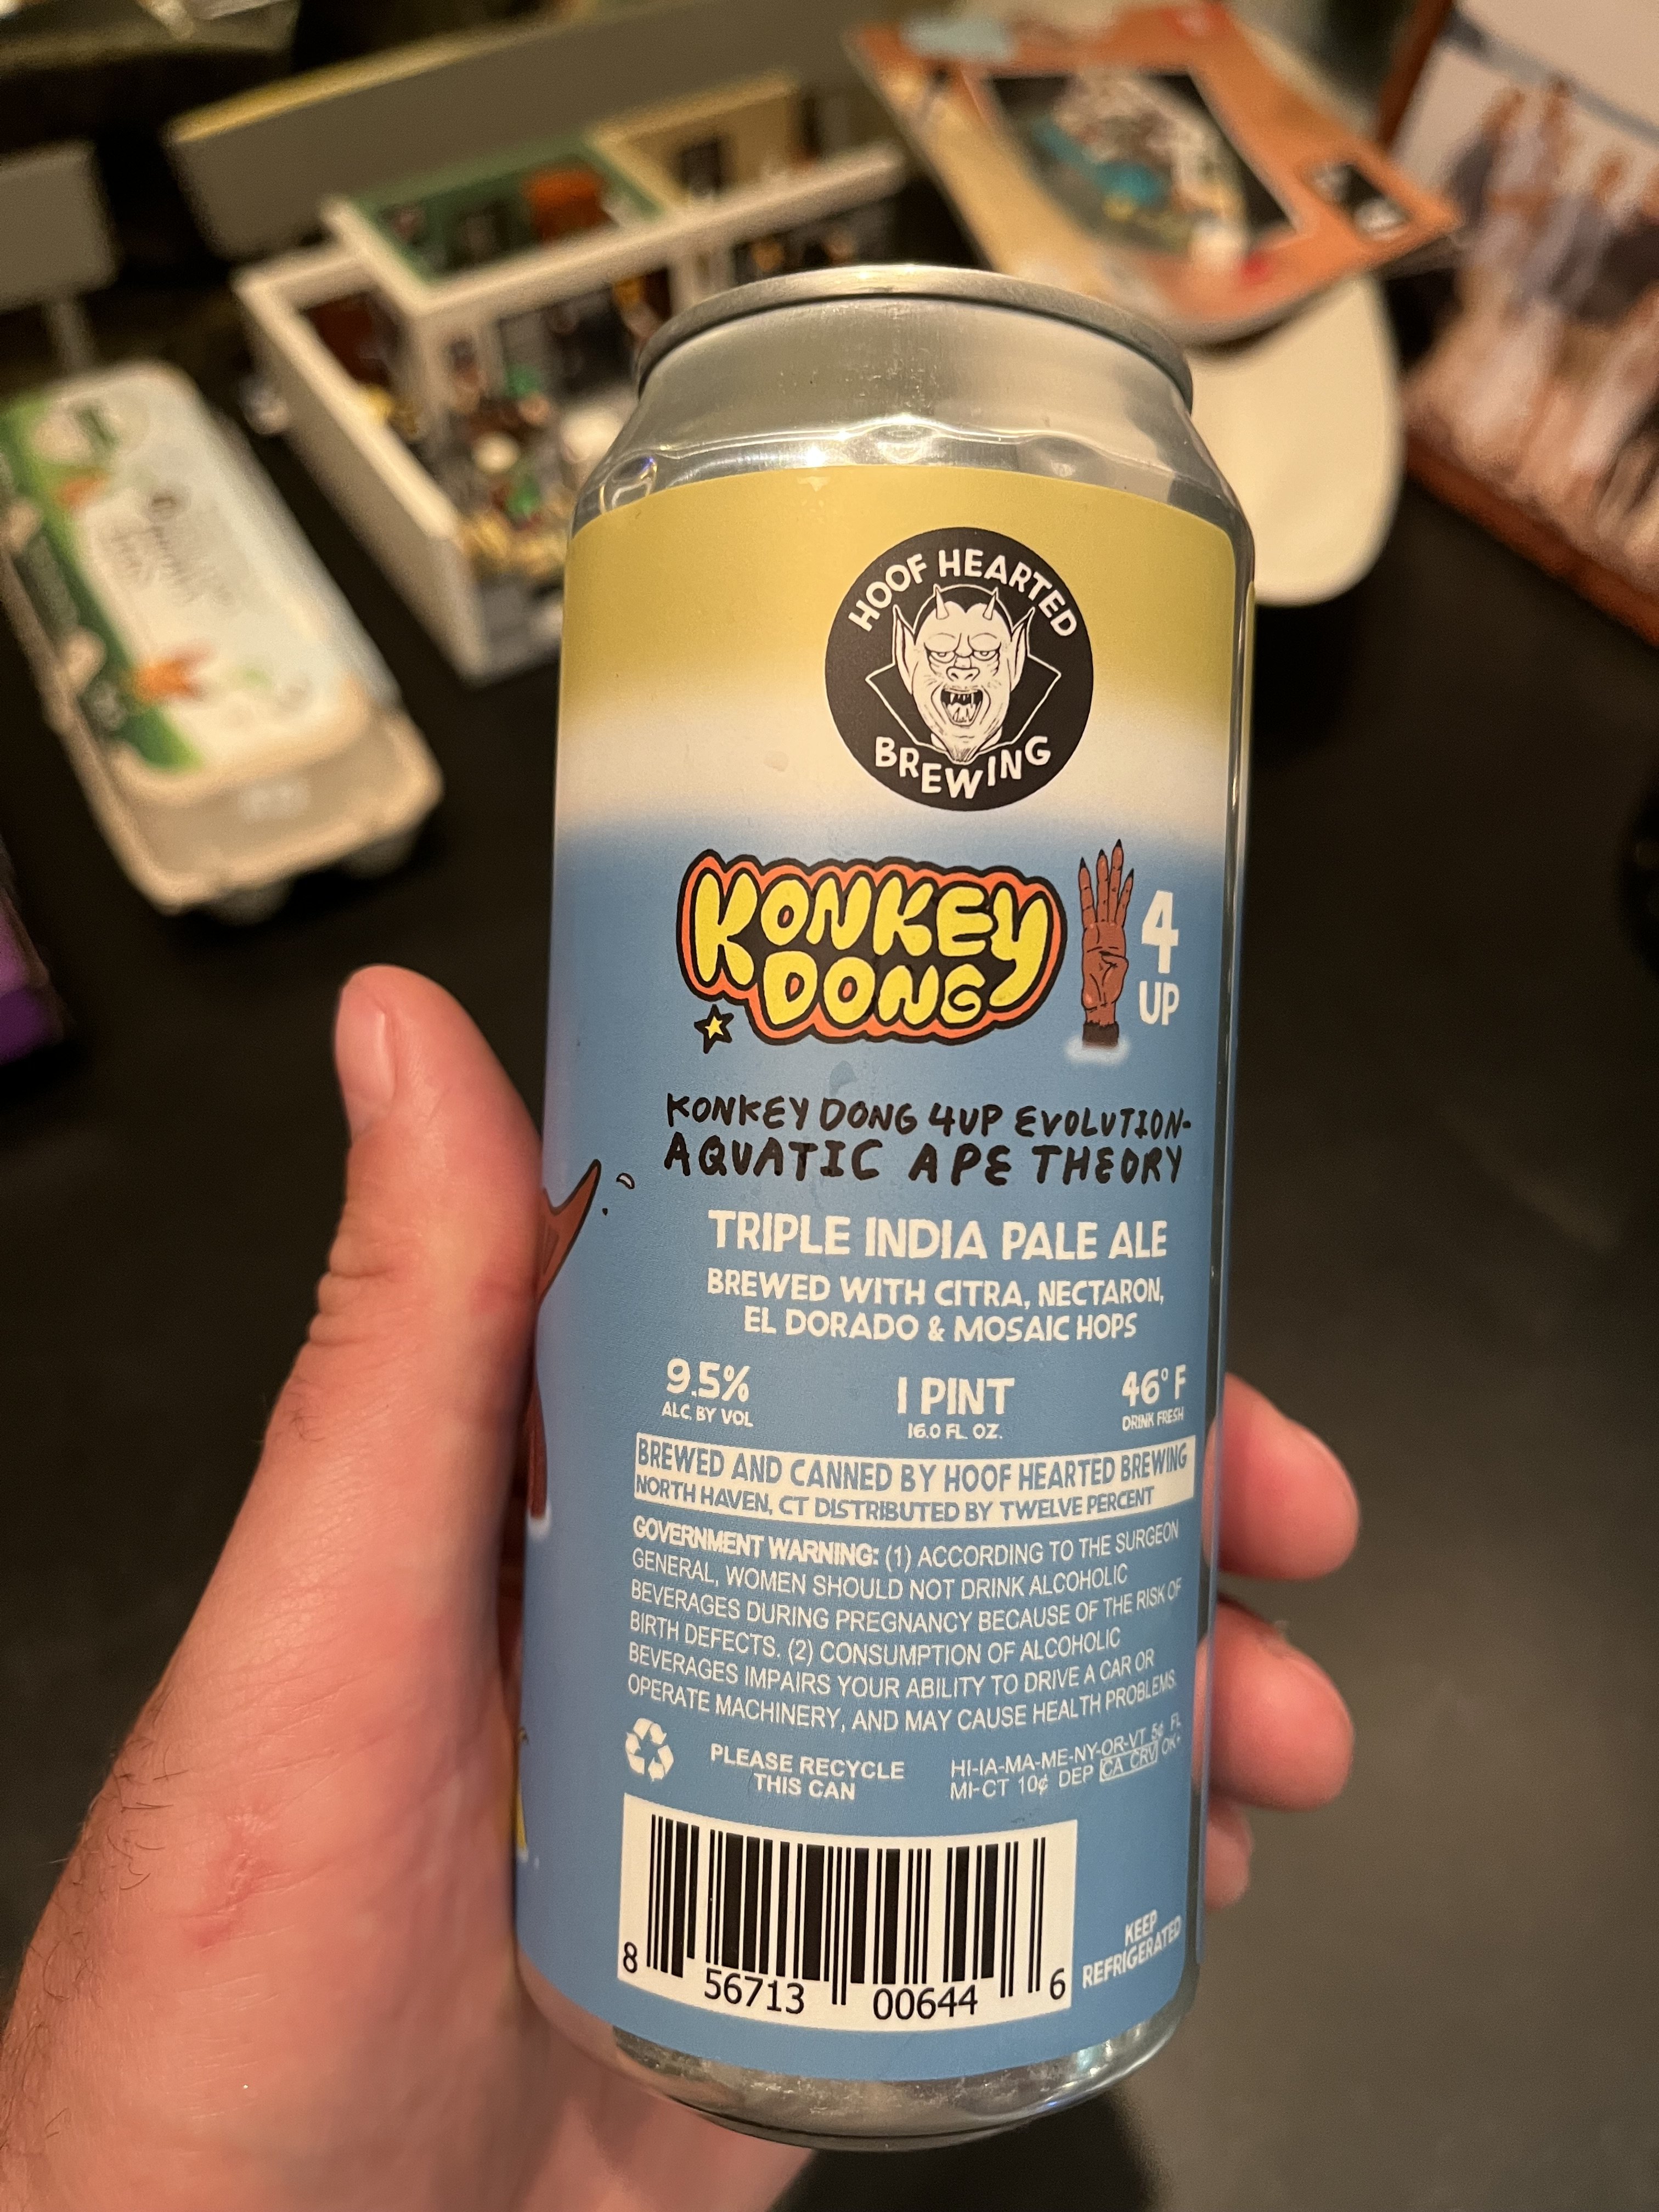 HOOF HEARTED
BREWING
KONKEY
DONG
4
UP
KONKEY DONG 4UP EVOLUTION-
AQUATIC APE THEORY
TRIPLE INDIA PALE ALE
BREWED WITH CITRA, NECTARON,
EL DORADO & MOSAIC HOPS
9.5%
ALC. BY VOL
1 PINT
16.0 FL. OZ.
46° F
DRINK FRESH
BREWED AND CANNED BY HOOF HEARTED BREWING
NORTH HAVEN, CT DISTRIBUTED BY TWELVE PERCENT
GOVERNMENT WARNING: (1) ACCORDING TO THE SURGEON
GENERAL, WOMEN SHOULD NOT DRINK ALCOHOLIC
BEVERAGES DURING PREGNANCY BECAUSE OF THE RISK OF
BIRTH DEFECTS. (2) CONSUMPTION OF ALCOHOLIC
BEVERAGES IMPAIRS YOUR ABILITY TO DRIVE A CAR OR
OPERATE MACHINERY, AND MAY CAUSE HEALTH PROBLEMS.
PLEASE RECYCLE
THIS CAN
HI-IA-MA-ME-NY-OR-VT 5¢ FL
MI-CT 10¢ DEP CA CRV OK+
8 56713 00644 6
KEEP
REFRIGERATED